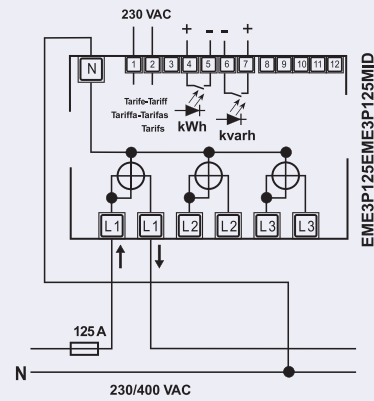 230 VAC
+ - - +
N 1 2 3 4 5 6 7 8 9 10 11 12
Tarife-Tariff
Tariffa-Tarifas
Tarifs
kWh
kvarh
L1 L1 L2 L2 L3 L3
125 A
N
230/400 VAC
EME3P125EME3P125MID